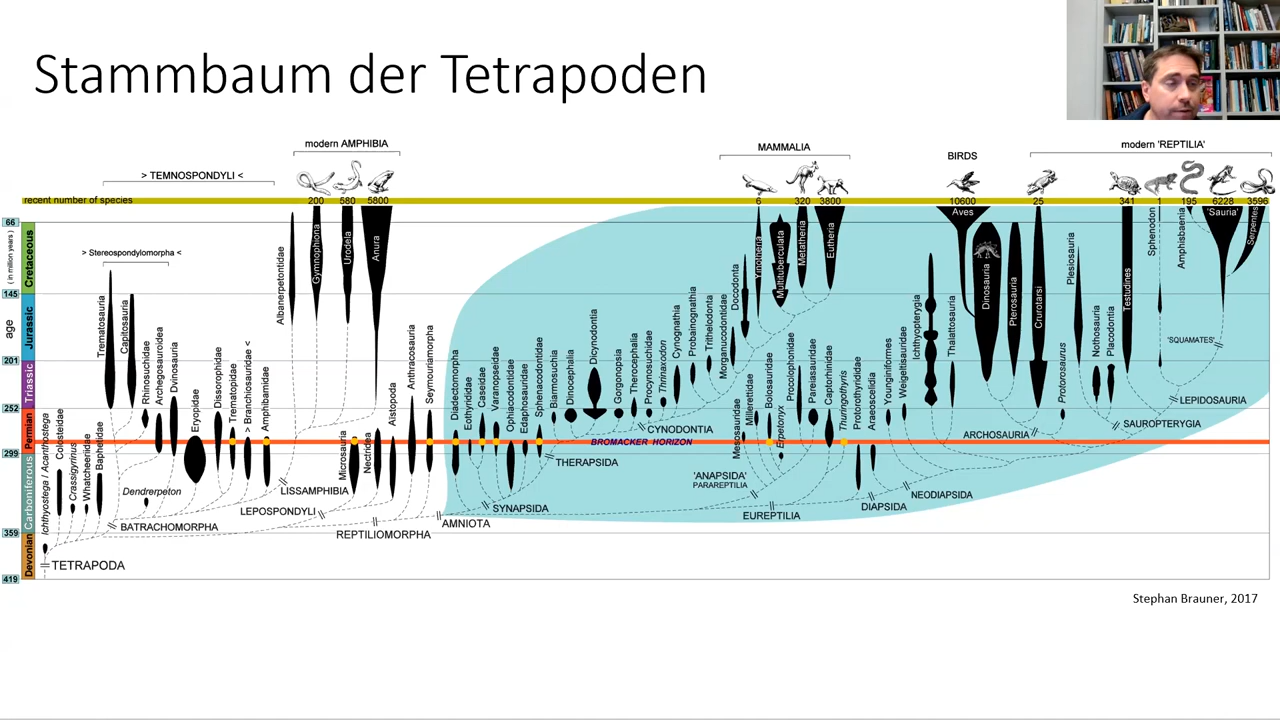 Stammbaum der Tetrapoden
modern AMPHIBIA
MAMMALIA
BIRDS
modern 'REPTILIA'
> TEMNOSPONDYLI <
recent number of species
200
580
5800
6
320
3800
10600
25
341
1
195
6228
3596
> Stereospondylomorpha <
age
( in million years )
66
145
201
252
299
359
419
Cretaceous
Jurassic
Triassic
Permian
Carboniferous
Devonian
Ichthyostega / Acanthostega
Colosteidae
Crassigyrinus
Whatcheeriidae
Baphetidae
Trematosauria
Capitosauria
Rhinosuchidae
Archegosauroidea
Dvinosauria
Dendrerpeton
Eryopidae
Dissorophidae
Trematopidae
> Branchiosauridae <
Amphibamidae
Albanerpetontidae
Gymnophiona
Urodela
Anura
Microsauria
Nectridea
Aistopoda
Anthracosauria
Seymouriamorpha
Diadectomorpha
Eothyrididae
Caseidae
Varanopseidae
Ophiacodontidae
Edaphosauridae
Sphenacodontidae
Biarmosuchia
Dinocephalia
Dicynodontia
Gorgonopsia
Therocephalia
Procynosuchidae
Thrinaxodon
Cynognathia
Probainognathia
Trithelodonta
Morganucodontidae
Docodonta
Multituberculata
Metatheria
Eutheria
Mesosauridae
Millerettidae
Bolosauridae
Erpetonyx
Procolophonidae
Pareiasauridae
Captorhinidae
Thuringothyris
Protorothyrididae
Araeoscelidia
Younginiformes
Weigeltisauridae
Ichthyopterygia
Thalattosauria
Aves
Dinosauria
Pterosauria
Crurotarsi
Protorosaurus
Plesiosauria
Nothosauria
Placodontia
Testudines
Sphenodon
Amphisbaenia
'Sauria'
Serpentes
'SQUAMATES'
LEPIDOSAURIA
SAUROPTERYGIA
ARCHOSAURIA
CYNODONTIA
BROMACKER HORIZON
THERAPSIDA
'ANAPSIDA'
PARAREPTILIA
NEODIAPSIDA
DIAPSIDA
EUREPTILIA
SYNAPSIDA
AMNIOTA
LISSAMPHIBIA
LEPOSPONDYLI
REPTILIOMORPHA
BATRACHOMORPHA
TETRAPODA
Stephan Brauner, 2017